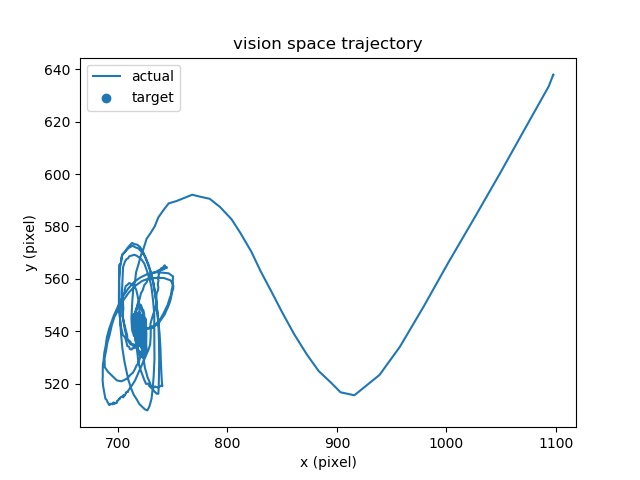 vision space trajectory
actual
target
640
620
600
580
560
540
520
y (pixel)
700 800 900 1000 1100
x (pixel)